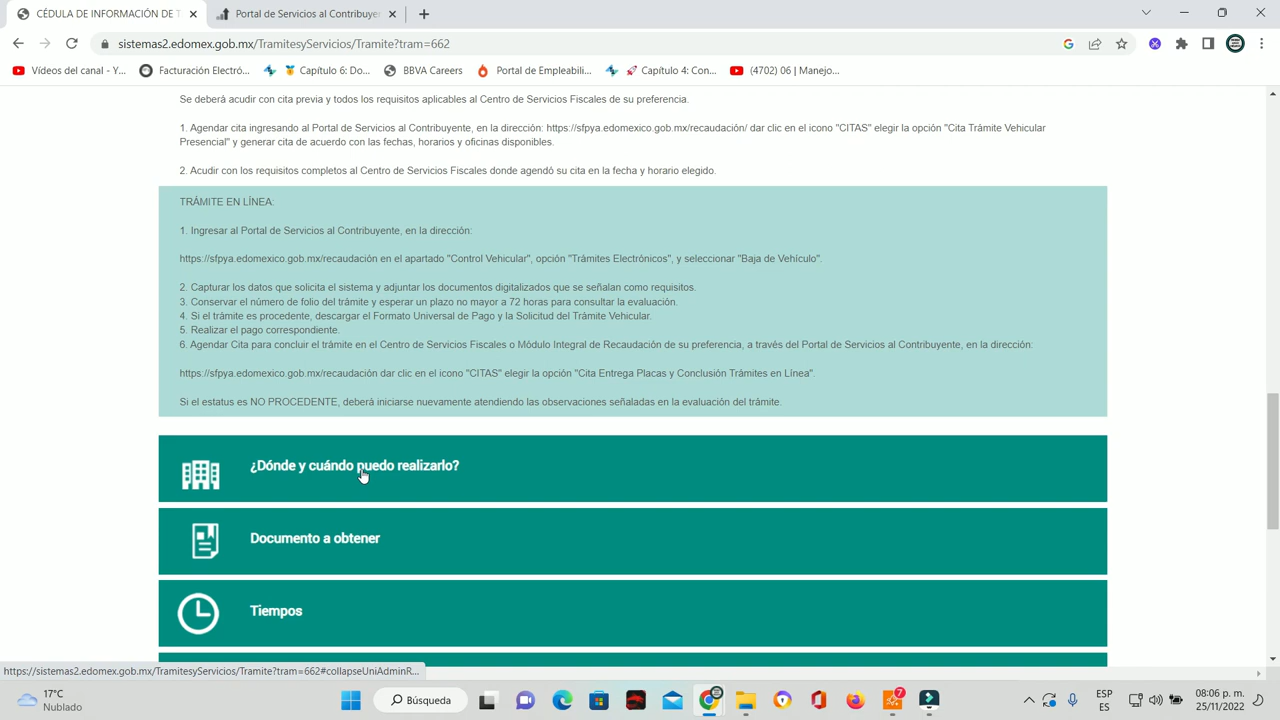 CÉDULA DE INFORMACIÓN DE T
Portal de Servicios al Contribuye
sistemas2.edomex.gob.mx/TramitesyServicios/Tramite?tram=662
Vídeos del canal - Y...
Facturación Electró...
Capítulo 6: Do...
BBVA Careers
Portal de Empleabili...
Capítulo 4: Con...
(4702) 06 | Manejo...
Se deberá acudir con cita previa y todos los requisitos aplicables al Centro de Servicios Fiscales de su preferencia.
1. Agendar cita ingresando al Portal de Servicios al Contribuyente, en la dirección: https://sfpya.edomexico.gob.mx/recaudación/ dar clic en el icono "CITAS" elegir la opción "Cita Trámite Vehicular
Presencial" y generar cita de acuerdo con las fechas, horarios y oficinas disponibles.
2. Acudir con los requisitos completos al Centro de Servicios Fiscales donde agendó su cita en la fecha y horario elegido.
TRÁMITE EN LÍNEA:
1. Ingresar al Portal de Servicios al Contribuyente, en la dirección:
https://sfpya.edomexico.gob.mx/recaudación en el apartado "Control Vehicular", opción "Trámites Electrónicos", y seleccionar "Baja de Vehículo".
2. Capturar los datos que solicita el sistema y adjuntar los documentos digitalizados que se señalan como requisitos.
3. Conservar el número de folio del trámite y esperar un plazo no mayor a 72 horas para consultar la evaluación.
4. Si el trámite es procedente, descargar el Formato Universal de Pago y la Solicitud del Trámite Vehicular.
5. Realizar el pago correspondiente.
6. Agendar Cita para concluir el trámite en el Centro de Servicios Fiscales o Módulo Integral de Recaudación de su preferencia, a través del Portal de Servicios al Contribuyente, en la dirección:
https://sfpya.edomexico.gob.mx/recaudación dar clic en el icono "CITAS" elegir la opción "Cita Entrega Placas y Conclusión Trámites en Línea".
Si el estatus es NO PROCEDENTE, deberá iniciarse nuevamente atendiendo las observaciones señaladas en la evaluación del trámite.
¿Dónde y cuándo puedo realizarlo?
Documento a obtener
Tiempos
https://sistemas2.edomex.gob.mx/TramitesyServicios/Tramite?tram=662#collapseUniAdminR...
17°C
Nublado
Búsqueda
7
ESP
ES
08:06 p. m.
25/11/2022